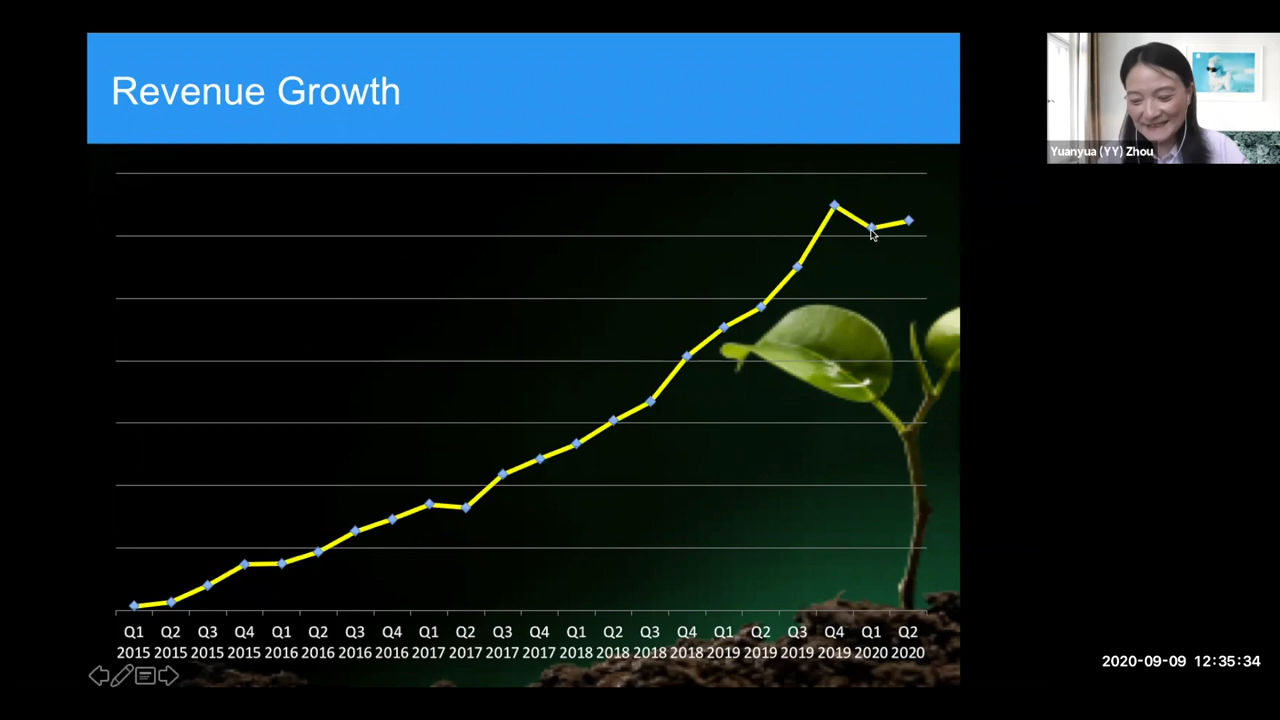 Revenue Growth
Yuanyua (YY) Zhou
Q1 Q2 Q3 Q4 Q1 Q2 Q3 Q4 Q1 Q2 Q3 Q4 Q1 Q2 Q3 Q4 Q1 Q2 Q3 Q4 Q1 Q2
2015 2015 2015 2015 2016 2016 2016 2016 2017 2017 2017 2017 2018 2018 2018 2018 2019 2019 2019 2019 2020 2020
2020-09-09 12:35:34